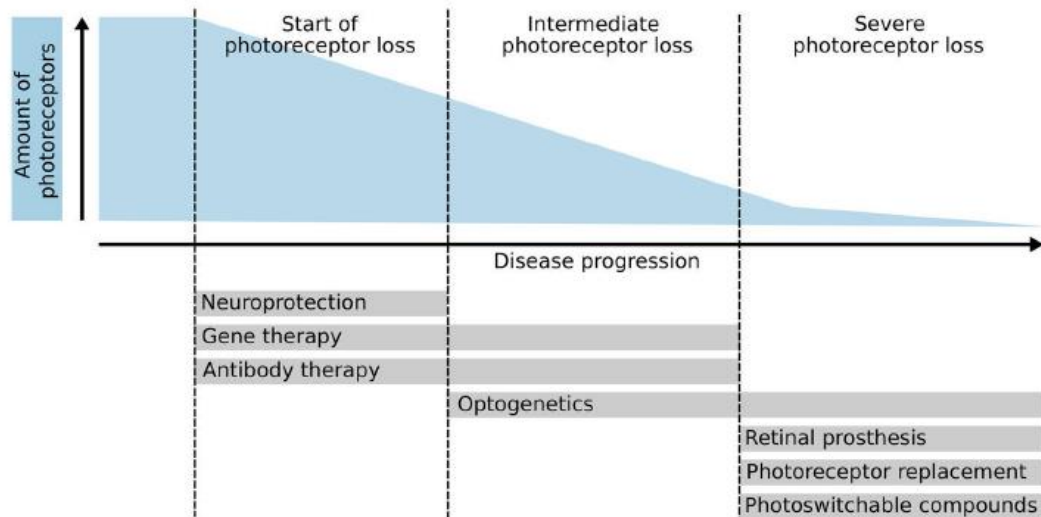 Amount of
photoreceptors
Start of
photoreceptor loss
Intermediate
photoreceptor loss
Severe
photoreceptor loss
Disease progression
Neuroprotection
Gene therapy
Antibody therapy
Optogenetics
Retinal prosthesis
Photoreceptor replacement
Photoswitchable compounds